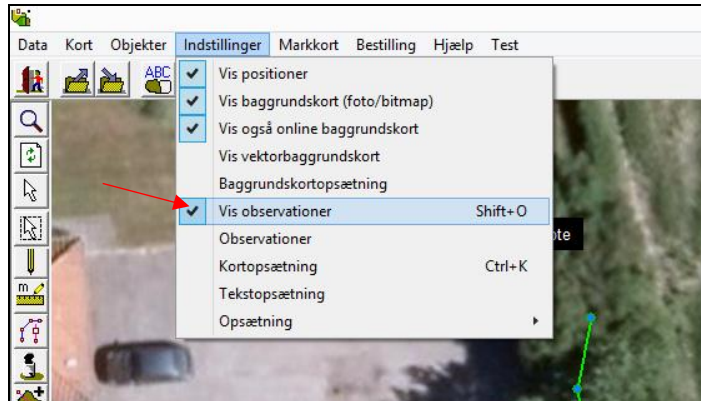 Data Kort Objekter Indstillinger Markkort Bestilling Hjælp Test
ABC
Vis positioner
Vis baggrundskort (foto/bitmap)
Vis også online baggrundskort
Vis vektorbaggrundskort
Baggrundskortopsætning
Vis observationer Shift+O
Observationer
Kortopsætning Ctrl+K
Tekstopsætning
Opsætning
m